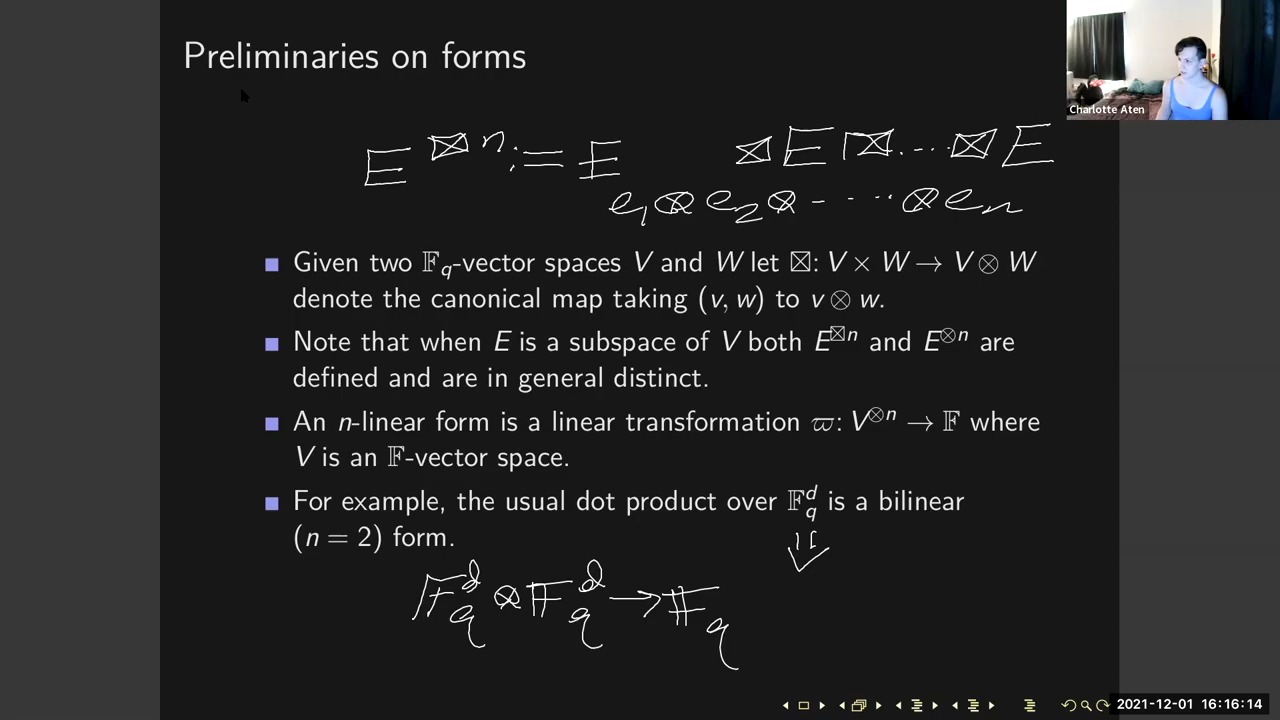 Preliminaries on forms
Charlotte Aten
E^⊠n := E ⊠ E ⊠ ... ⊠ E
e₁ ⊗ e₂ ⊗ - ... ⊗ eₙ
Given two 𝔽_q-vector spaces V and W let ⊠: V × W → V ⊗ W
denote the canonical map taking (v, w) to v ⊗ w.
Note that when E is a subspace of V both E^⊠n and E^⊗n are
defined and are in general distinct.
An n-linear form is a linear transformation ϖ: V^⊗n → 𝔽 where
V is an 𝔽-vector space.
For example, the usual dot product over 𝔽_q^d is a bilinear
(n = 2) form.
𝔽_q^d ⊗ 𝔽_q^d → 𝔽_q
2021-12-01 16:16:14